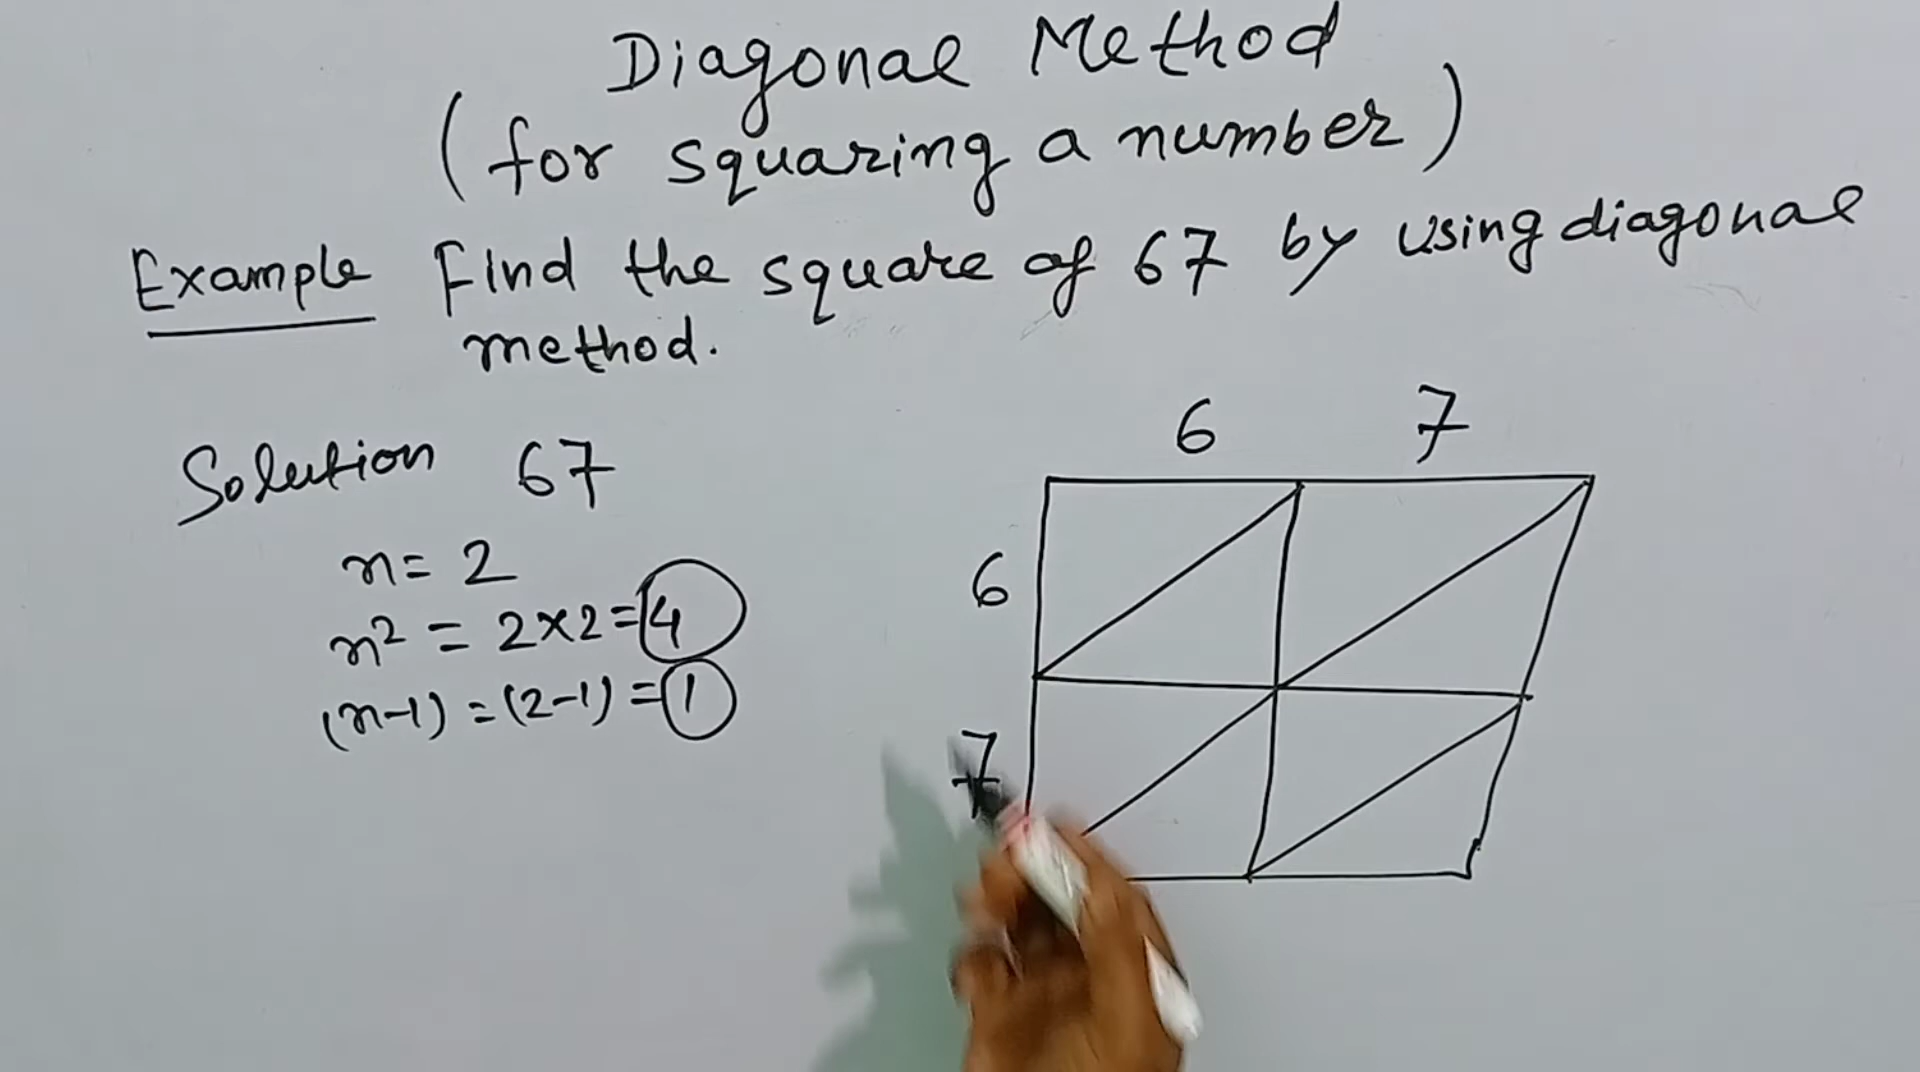 Diagonal Method
(for squaring a number)
Example Find the square of 67 by using diagonal
method.
Solution 67
n = 2
n² = 2×2 = 4
(n-1) = (2-1) = 1
6 7
6
7